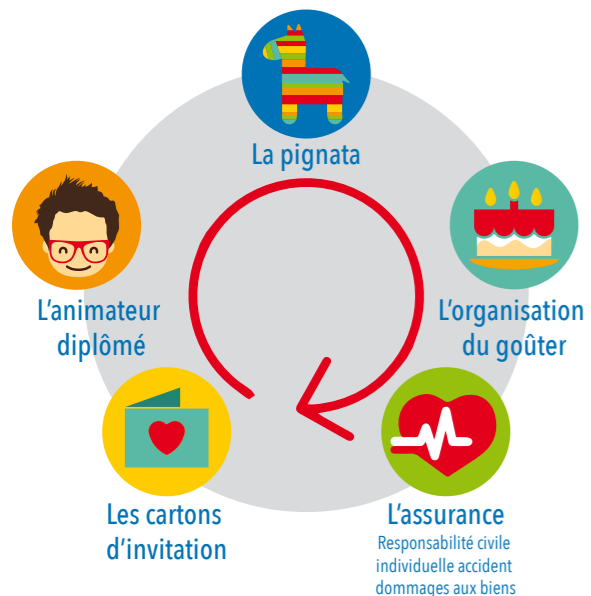 La pignata
L'animateur
diplômé
L'organisation
du goûter
Les cartons
d'invitation
L'assurance
Responsabilité civile
individuelle accident
dommages aux biens